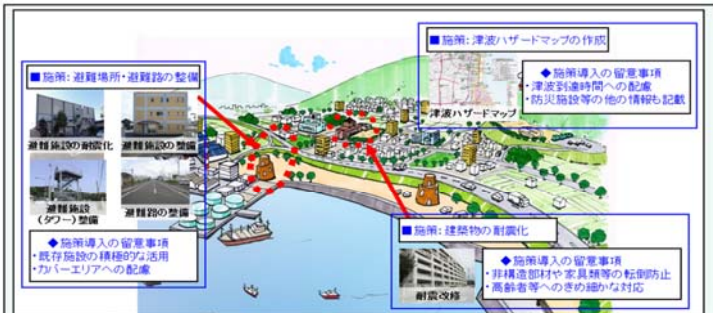 ■施策:避難場所・避難路の整備
避難施設の耐震化
避難施設の整備
避難施設
(タワー)整備
避難路の整備
◆施策導入の留意事項
・既存施設の積極的な活用
・カバーエリアへの配慮
■施策:津波ハザードマップの作成
津波ハザードマップ
◆施策導入の留意事項
・津波到達時間への配慮
・防災施設等の他の情報も記載
■施策:建築物の耐震化
耐震改修
◆施策導入の留意事項
・非構造部材や家具類等の転倒防止
・高齢者等へのきめ細かな対応